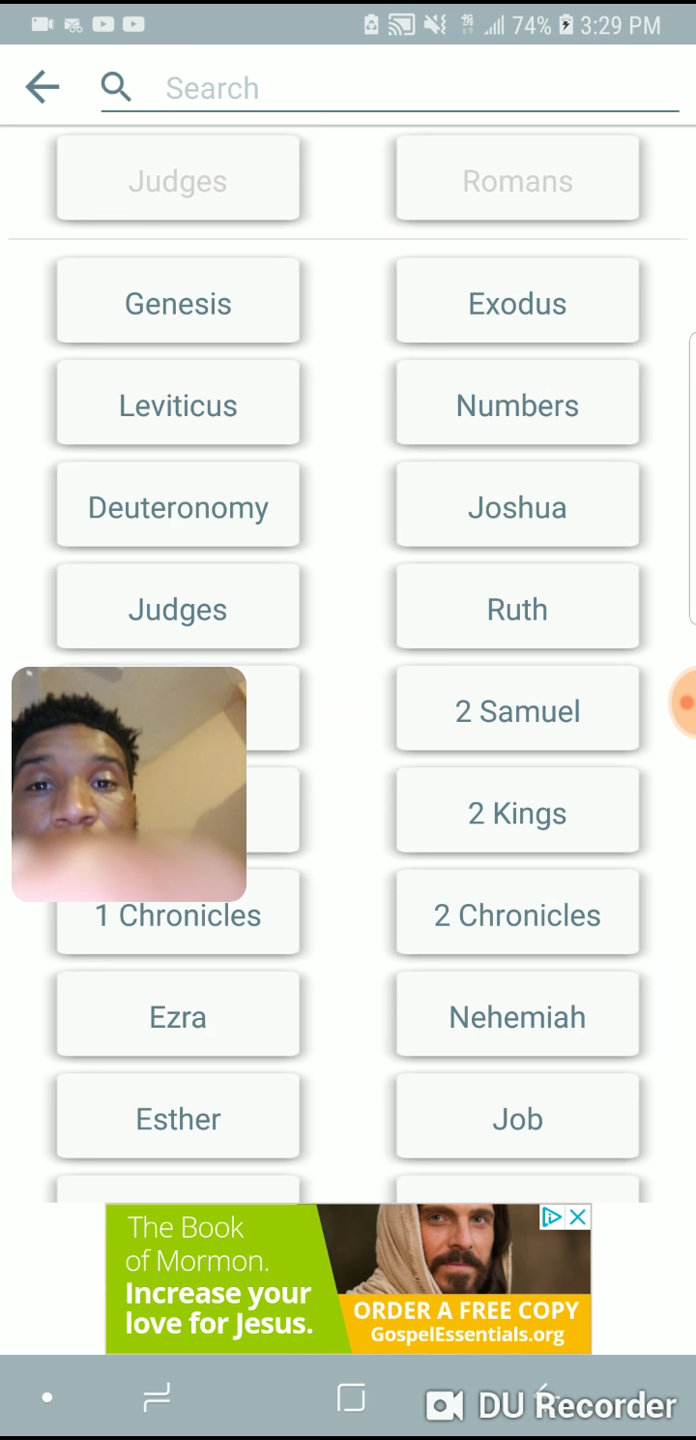 74% 3:29 PM
Search
Judges
Romans
Genesis
Exodus
Leviticus
Numbers
Deuteronomy
Joshua
Judges
Ruth
2 Samuel
2 Kings
1 Chronicles
2 Chronicles
Ezra
Nehemiah
Esther
Job
The Book
of Mormon.
Increase your
love for Jesus.
ORDER A FREE COPY
GospelEssentials.org
DU Recorder